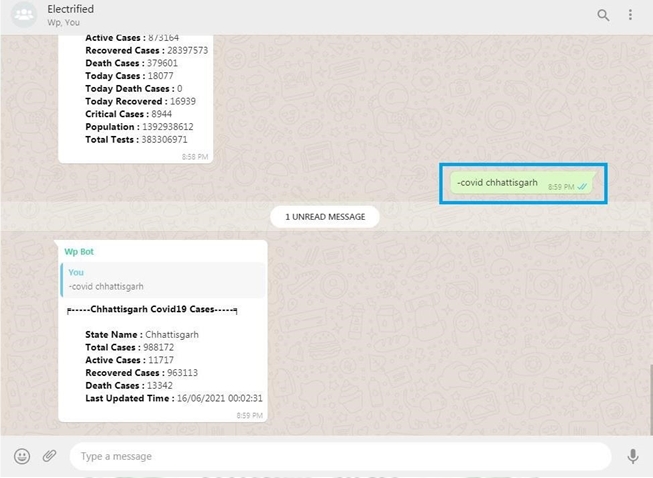 Electrified
Wp, You
Active Cases : 873164
Recovered Cases : 28397573
Death Cases : 379601
Today Cases : 18077
Today Death Cases : 0
Today Recovered : 16939
Critical Cases : 8944
Population : 1392938612
Total Tests : 383306971
8:58 PM
-covid chhattisgarh 8:59 PM
1 UNREAD MESSAGE
Wp Bot
You
-covid chhattisgarh
╒-----Chhattisgarh Covid19 Cases-----╕
State Name : Chhattisgarh
Total Cases : 988172
Active Cases : 11717
Recovered Cases : 963113
Death Cases : 13342
Last Updated Time : 16/06/2021 00:02:31
8:59 PM
Type a message